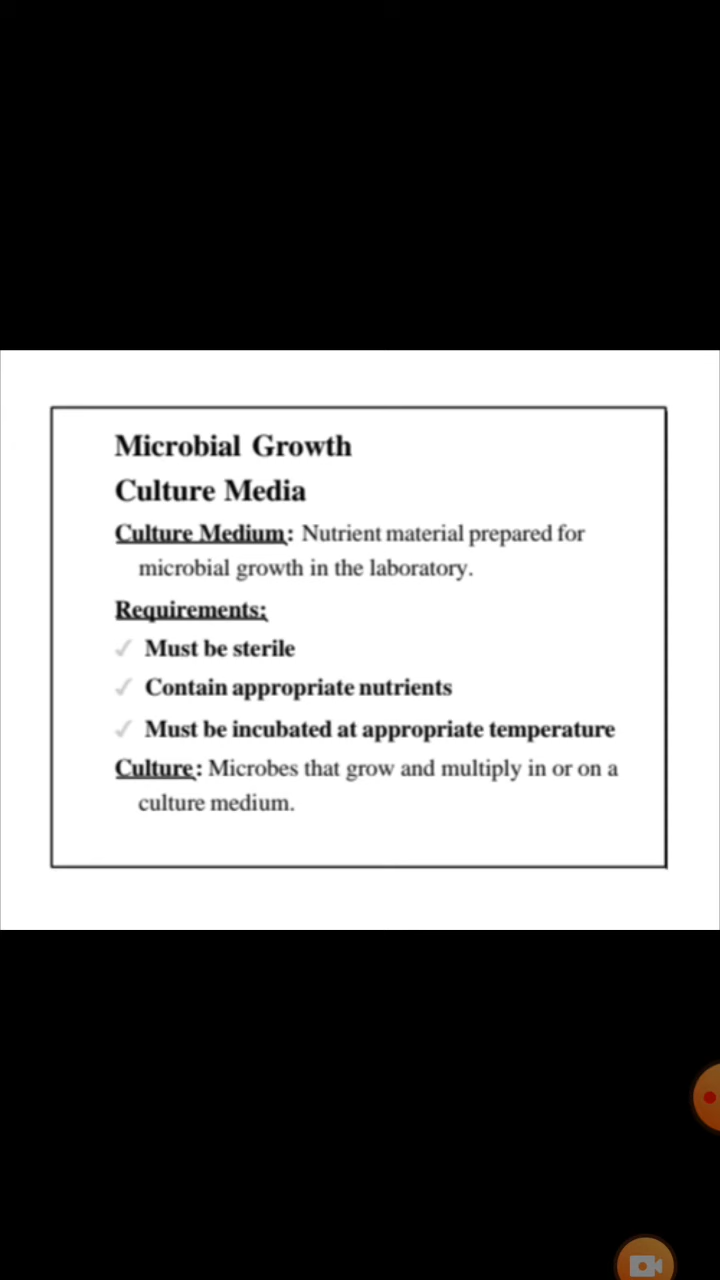 Microbial Growth
Culture Media
Culture Medium: Nutrient material prepared for
microbial growth in the laboratory.
Requirements:
✓ Must be sterile
✓ Contain appropriate nutrients
✓ Must be incubated at appropriate temperature
Culture: Microbes that grow and multiply in or on a
culture medium.